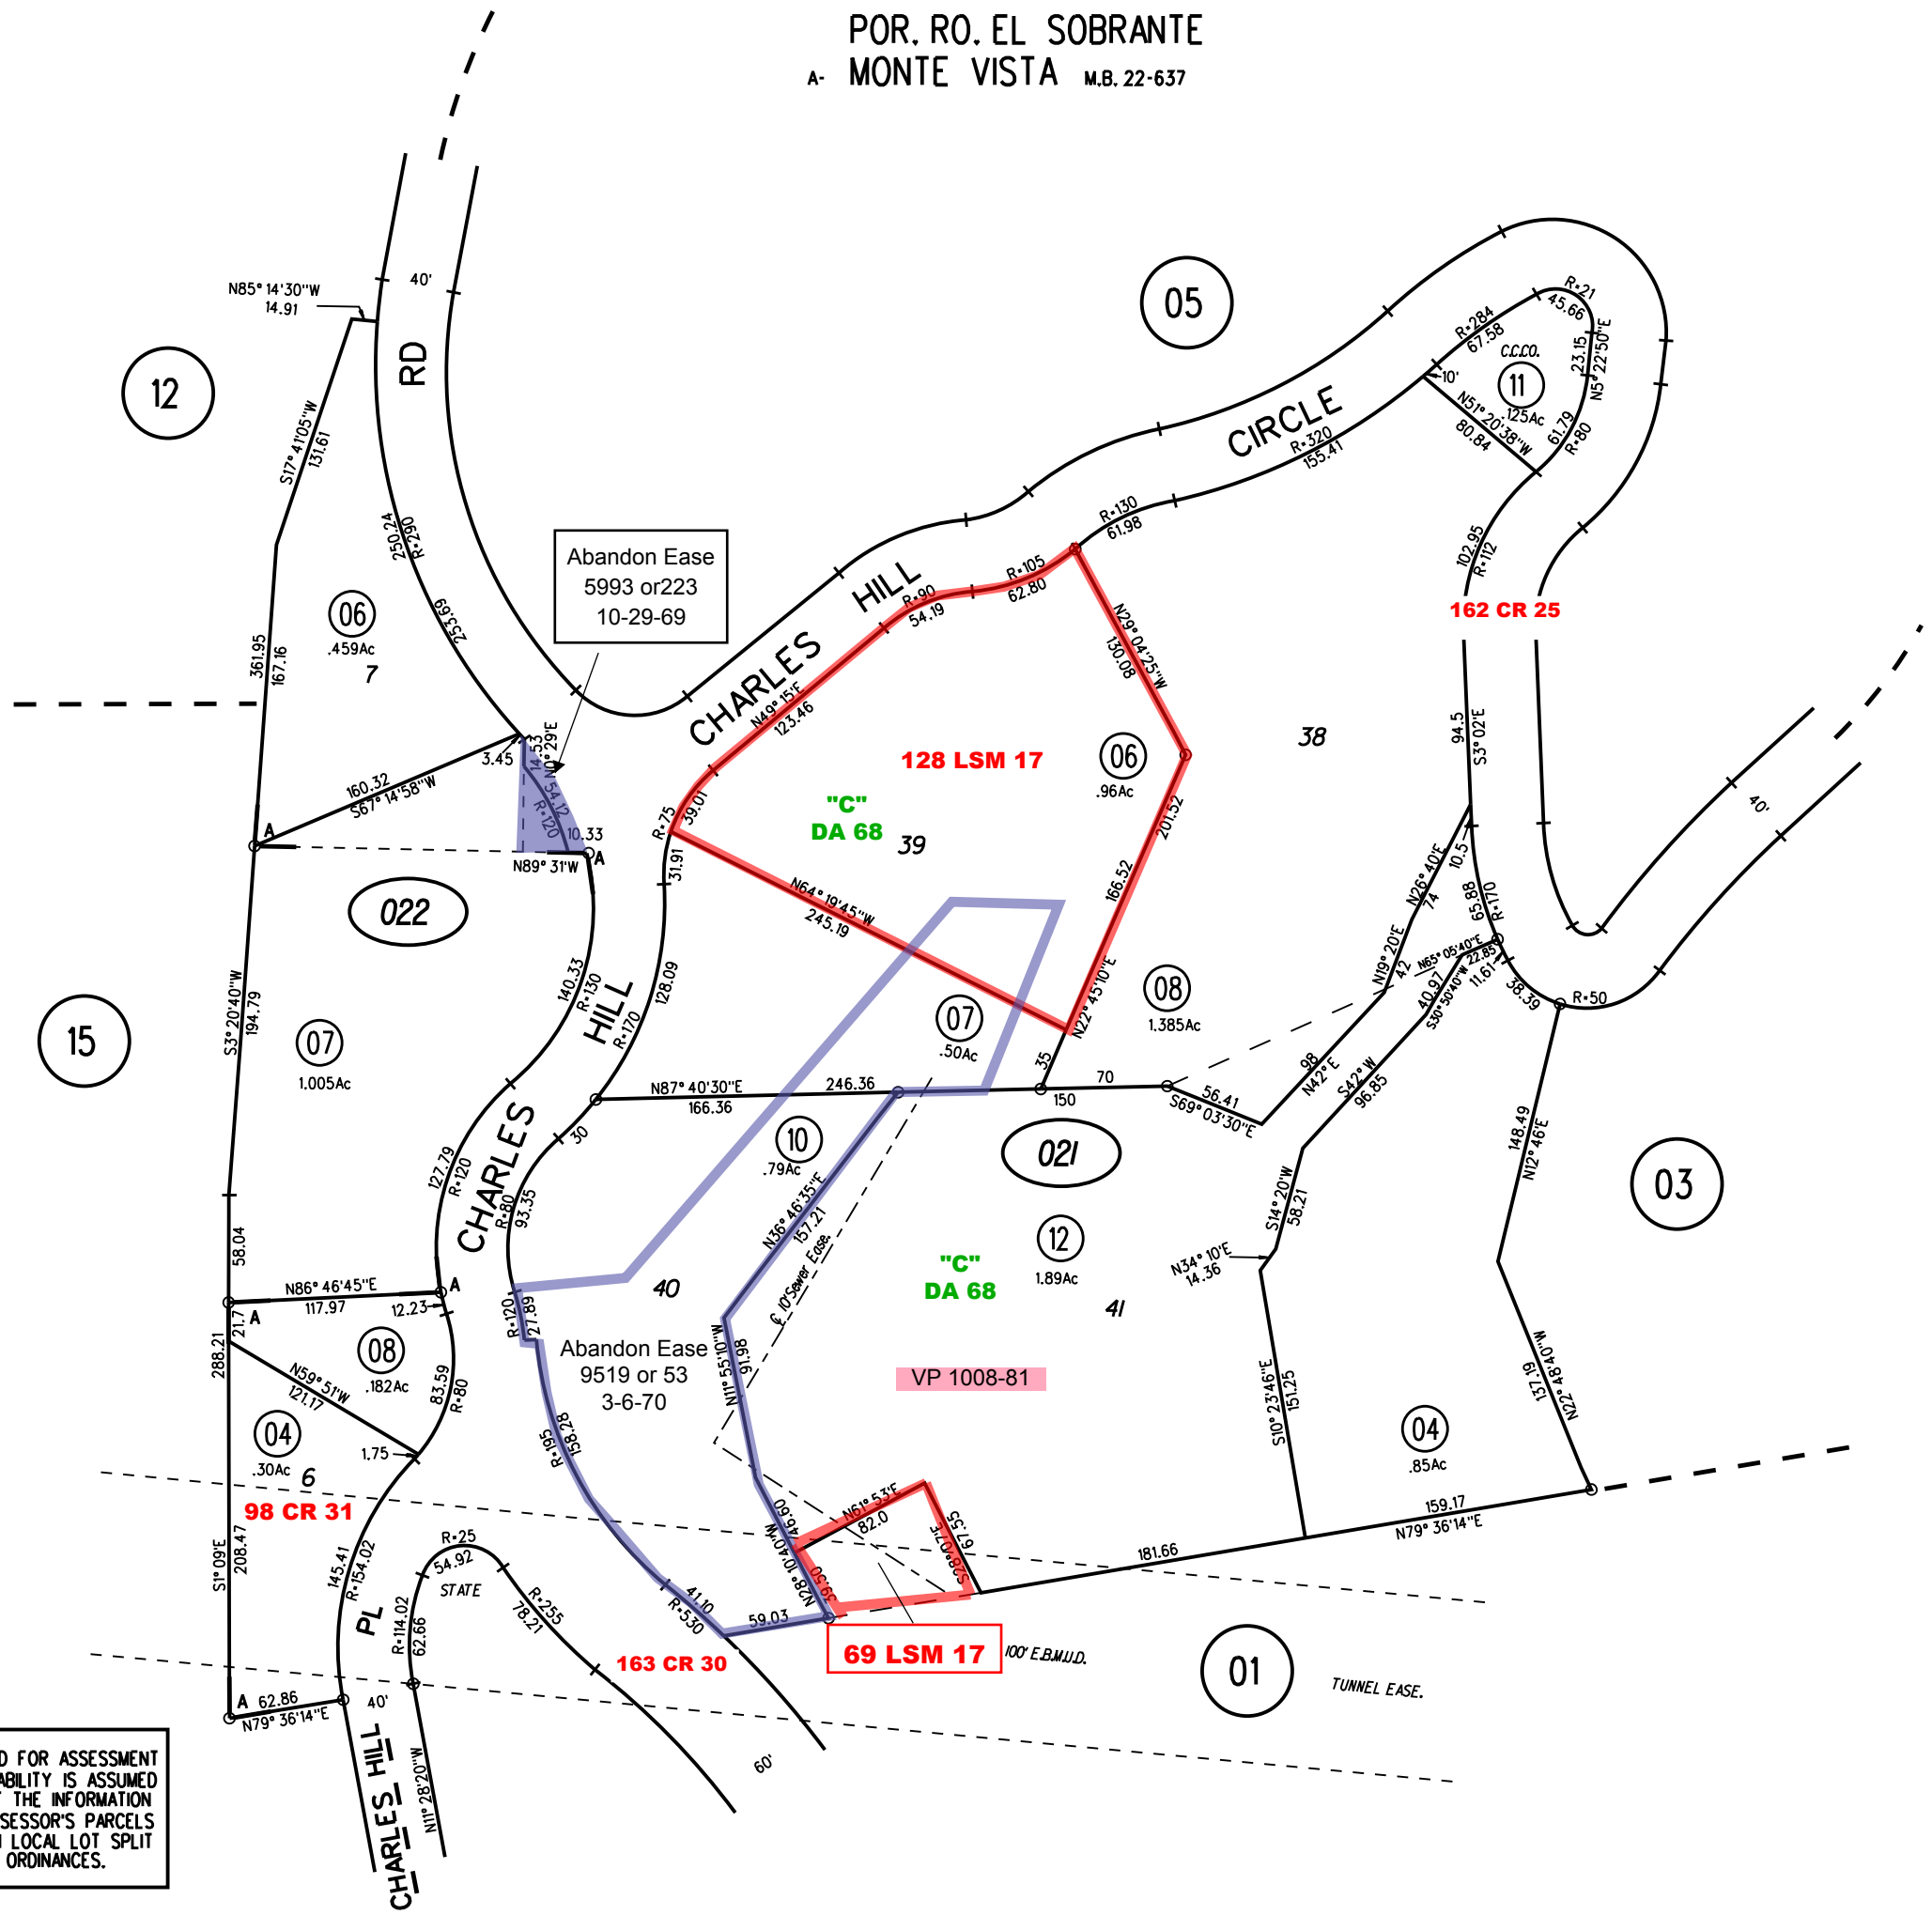 POR. RO. EL SOBRANTE
A- MONTE VISTA M.B. 22-637
N85° 14'30"W
14.91
40'
RD
12
05
S17° 41'05"W
131.61
250.24
R=290
253.69
Abandon Ease
5993 or223
10-29-69
06
.459Ac
7
361.95
167.16
160.32
S67° 14'58"W
3.45
14.53
N0° 29'E
54.12
R=120
10.33
N89° 31'W
A
A
022
CHARLES HILL CIRCLE
R=21
45.66
R=284
67.58
C.C.CO.
11
.125Ac
10'
23.15
N5° 22'50"E
N51° 20'38"W
80.84
61.79
R=80
R=320
155.41
R=130
61.98
102.95
R=112
162 CR 25
R=105
62.80
R=90
54.19
N49° 15'E
123.46
N29° 04'25"W
130.08
128 LSM 17
06
.96Ac
38
"C"
DA 68
39
R=75
39.01
31.91
N64° 19'45"W
245.19
201.52
166.52
N22° 45'10"E
35
94.5
S3° 02'E
40'
10.5
N26° 40'E
74
65.88
R=170
N19° 20'E
42
N65° 05'40"E
22.85
40.97
S30° 50'40"W
11.61
38.39
R=50
15
S3° 20'40"W
194.79
07
1.005Ac
140.33
R=130
HILL
128.09
R=170
07
.50Ac
08
1.385Ac
98
N42° E
S42° W
96.85
N87° 40'30"E
246.36
166.36
70
150
56.41
S69° 03'30"E
021
148.49
N12° 46'E
03
CHARLES
127.79
R=120
30
10
.79Ac
R=80
93.35
N36° 46'35"E
157.21
℄ 10' Sewer Ease.
12
1.89Ac
S14° 20'W
58.21
N34° 10'E
14.36
58.04
N86° 46'45"E
117.97
12.23
A
A
21.7
288.21
40
"C"
DA 68
41
R=120
27.89
Abandon Ease
9519 or 53
3-6-70
N11° 55'10"W
91.98
VP 1008-81
08
.182Ac
N59° 51'W
121.17
83.59
R=80
S10° 23'46"E
151.25
137.19
N22° 48'40"W
04
.30Ac
6
1.75
98 CR 31
R=195
158.28
04
.85Ac
159.17
N79° 36'14"E
181.66
46.60
N28° 10'40"W
39.50
N61° 53'E
82.0
67.55
S28° 07'E
S1° 09'E
208.47
145.41
R=154.02
PL
R=25
54.92
STATE
R=114.02
62.66
R=255
78.21
41.10
R=530
59.03
163 CR 30
69 LSM 17
100' E.B.M.U.D.
TUNNEL EASE.
01
A
62.86
N79° 36'14"E
40'
CHARLES HILL
N11° 28'20"W
60'
D FOR ASSESSMENT
ABILITY IS ASSUMED
THE INFORMATION
SESSOR'S PARCELS
LOCAL LOT SPLIT
ORDINANCES.